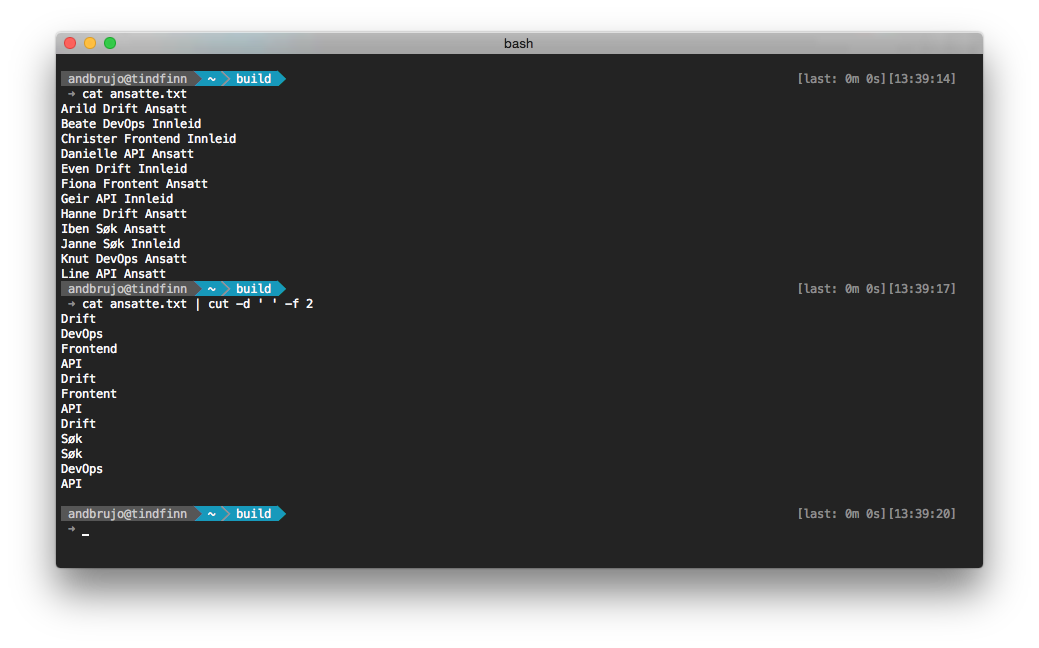 bash
andbrujo@tindfinn ~ build [last: 0m 0s][13:39:14]
➜ cat ansatte.txt
Arild Drift Ansatt
Beate DevOps Innleid
Christer Frontend Innleid
Danielle API Ansatt
Even Drift Innleid
Fiona Frontent Ansatt
Geir API Innleid
Hanne Drift Ansatt
Iben Søk Ansatt
Janne Søk Innleid
Knut DevOps Ansatt
Line API Ansatt
andbrujo@tindfinn ~ build [last: 0m 0s][13:39:17]
➜ cat ansatte.txt | cut -d ' ' -f 2
Drift
DevOps
Frontend
API
Drift
Frontent
API
Drift
Søk
Søk
DevOps
API
andbrujo@tindfinn ~ build [last: 0m 0s][13:39:20]
➜ _